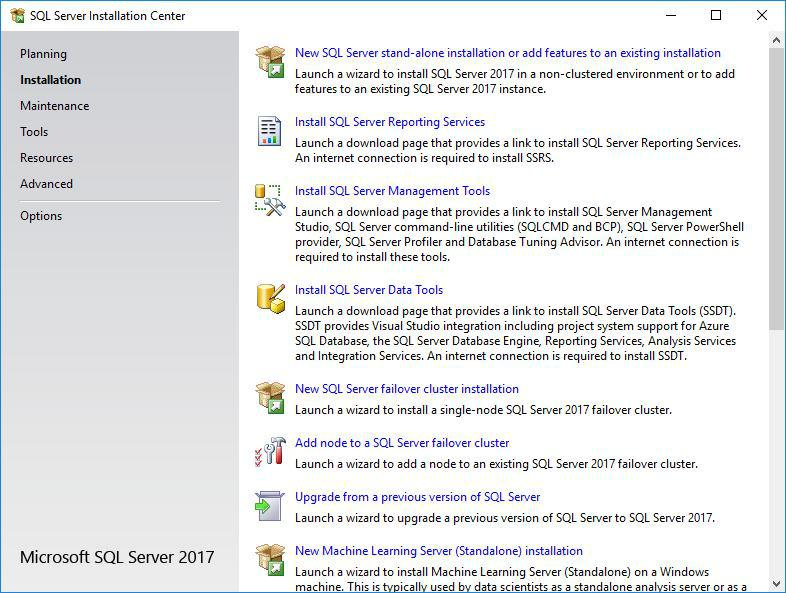 SQL Server Installation Center
Planning
Installation
Maintenance
Tools
Resources
Advanced
Options
Microsoft SQL Server 2017
New SQL Server stand-alone installation or add features to an existing installation
Launch a wizard to install SQL Server 2017 in a non-clustered environment or to add
features to an existing SQL Server 2017 instance.
Install SQL Server Reporting Services
Launch a download page that provides a link to install SQL Server Reporting Services.
An internet connection is required to install SSRS.
Install SQL Server Management Tools
Launch a download page that provides a link to install SQL Server Management
Studio, SQL Server command-line utilities (SQLCMD and BCP), SQL Server PowerShell
provider, SQL Server Profiler and Database Tuning Advisor. An internet connection is
required to install these tools.
Install SQL Server Data Tools
Launch a download page that provides a link to install SQL Server Data Tools (SSDT).
SSDT provides Visual Studio integration including project system support for Azure
SQL Database, the SQL Server Database Engine, Reporting Services, Analysis Services
and Integration Services. An internet connection is required to install SSDT.
New SQL Server failover cluster installation
Launch a wizard to install a single-node SQL Server 2017 failover cluster.
Add node to a SQL Server failover cluster
Launch a wizard to add a node to an existing SQL Server 2017 failover cluster.
Upgrade from a previous version of SQL Server
Launch a wizard to upgrade a previous version of SQL Server to SQL Server 2017.
New Machine Learning Server (Standalone) installation
Launch a wizard to install Machine Learning Server (Standalone) on a Windows
machine. This is typically used by data scientists as a standalone analysis server or as a